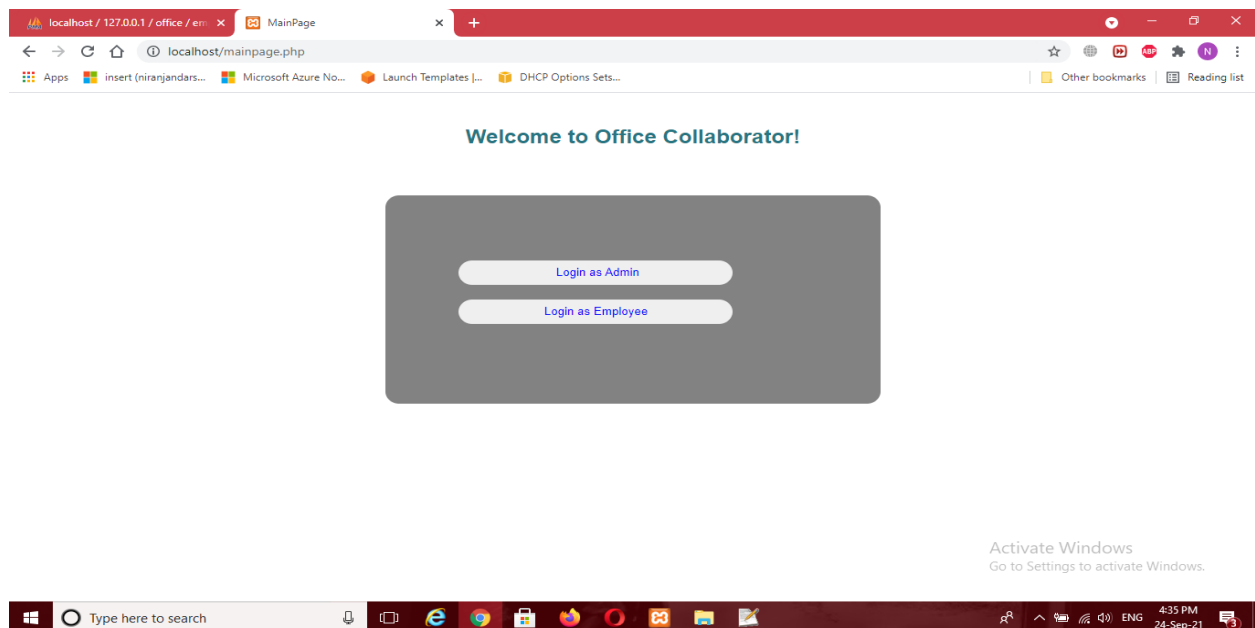 localhost / 127.0.0.1 / office / em
MainPage
localhost/mainpage.php
ABP
N
Apps
insert (niranjandars...
Microsoft Azure No...
Launch Templates |...
DHCP Options Sets...
Other bookmarks
Reading list
Welcome to Office Collaborator!
Login as Admin
Login as Employee
Activate Windows
Go to Settings to activate Windows.
Type here to search
ENG
4:35 PM
24-Sep-21
3